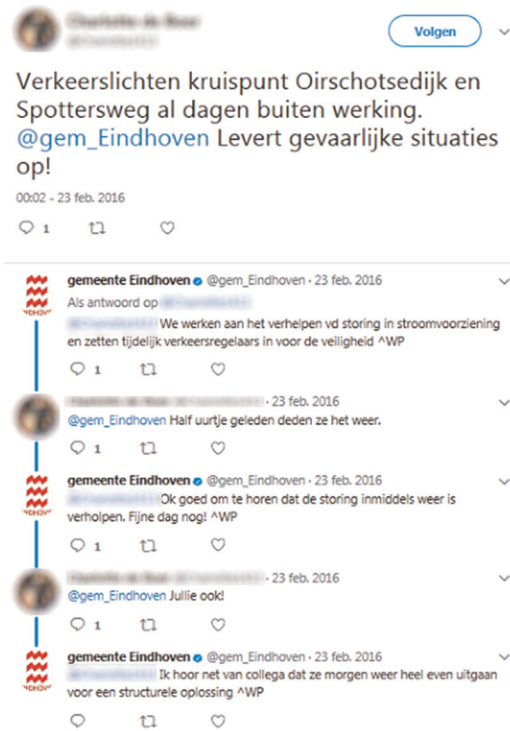 Volgen
Verkeerslichten kruispunt Oirschotsedijk en
Spottersweg al dagen buiten werking.
@gem_Eindhoven Levert gevaarlijke situaties
op!
00:02 - 23 feb. 2016
1
gemeente Eindhoven @gem_Eindhoven · 23 feb. 2016
Als antwoord op
We werken aan het verhelpen vd storing in stroomvoorziening
en zetten tijdelijk verkeersregelaars in voor de veiligheid ^WP
1
· 23 feb. 2016
@gem_Eindhoven Half uurtje geleden deden ze het weer.
1
gemeente Eindhoven @gem_Eindhoven · 23 feb. 2016
Ok goed om te horen dat de storing inmiddels weer is
verholpen. Fijne dag nog! ^WP
1
· 23 feb. 2016
@gem_Eindhoven Jullie ook!
1
gemeente Eindhoven @gem_Eindhoven · 23 feb. 2016
Ik hoor net van collega dat ze morgen weer heel even uitgaan
voor een structurele oplossing ^WP